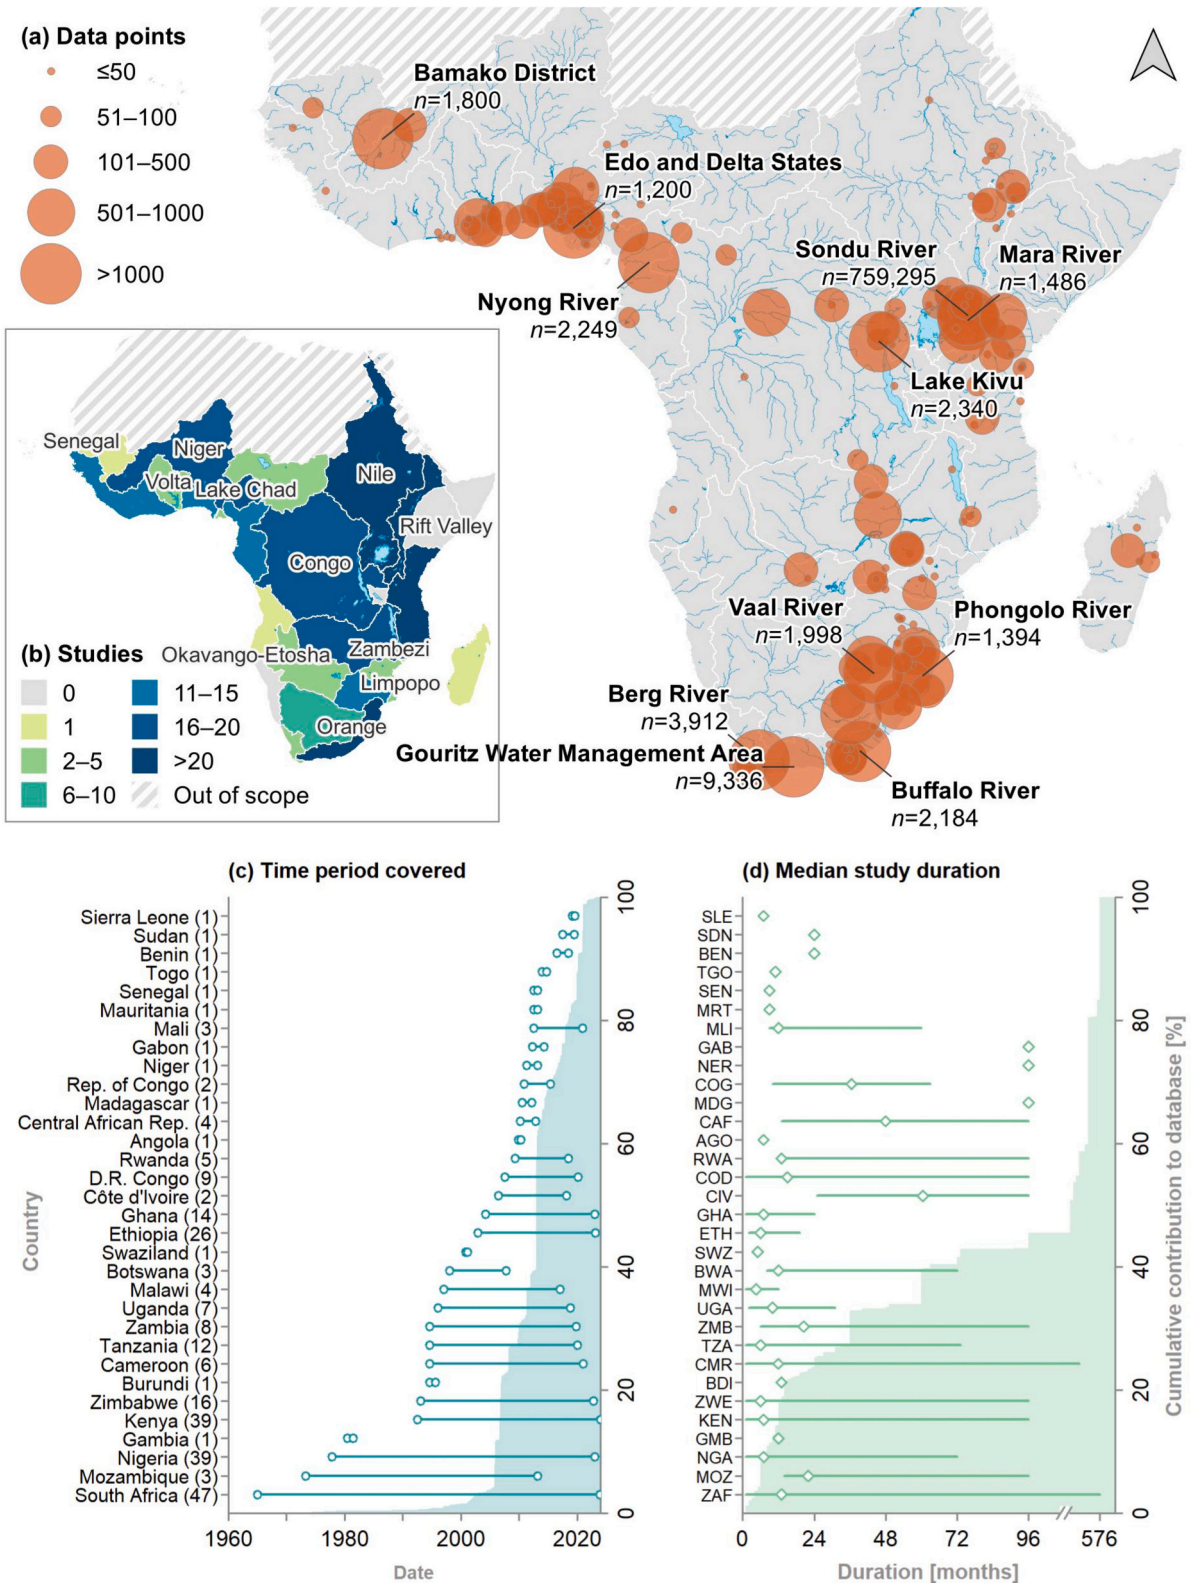 (a) Data points
≤50
51–100
101–500
501–1000
>1000
Bamako District
n=1,800
Edo and Delta States
n=1,200
Sondu River
n=759,295
Mara River
n=1,486
Nyong River
n=2,249
Lake Kivu
n=2,340
Vaal River
n=1,998
Phongolo River
n=1,394
Berg River
n=3,912
Gouritz Water Management Area
n=9,336
Buffalo River
n=2,184
Senegal
Niger
Volta
Lake Chad
Nile
Rift Valley
Congo
Okavango-Etosha
Zambezi
Limpopo
Orange
(b) Studies
0
1
2–5
6–10
11–15
16–20
>20
Out of scope
(c) Time period covered
Country
Sierra Leone (1)
Sudan (1)
Benin (1)
Togo (1)
Senegal (1)
Mauritania (1)
Mali (3)
Gabon (1)
Niger (1)
Rep. of Congo (2)
Madagascar (1)
Central African Rep. (4)
Angola (1)
Rwanda (5)
D.R. Congo (9)
Côte d'Ivoire (2)
Ghana (14)
Ethiopia (26)
Swaziland (1)
Botswana (3)
Malawi (4)
Uganda (7)
Zambia (8)
Tanzania (12)
Cameroon (6)
Burundi (1)
Zimbabwe (16)
Kenya (39)
Gambia (1)
Nigeria (39)
Mozambique (3)
South Africa (47)
1960 1980 2000 2020
Date
100
80
60
40
20
0
(d) Median study duration
SLE
SDN
BEN
TGO
SEN
MRT
MLI
GAB
NER
COG
MDG
CAF
AGO
RWA
COD
CIV
GHA
ETH
SWZ
BWA
MWI
UGA
ZMB
TZA
CMR
BDI
ZWE
KEN
GMB
NGA
MOZ
ZAF
0 24 48 72 96 576
Duration [months]
100
80
60
40
20
0
Cumulative contribution to database [%]